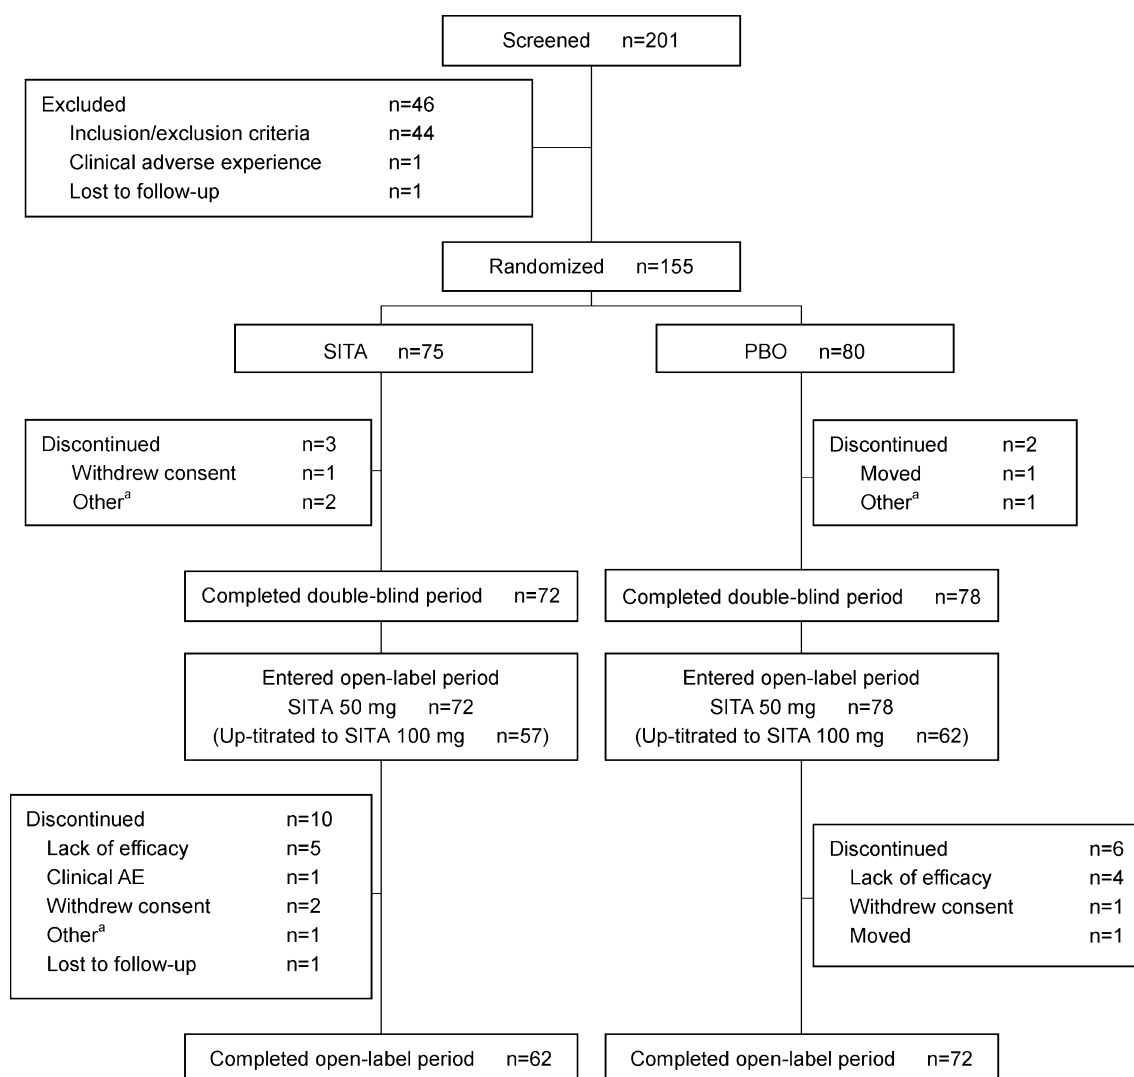 Screened n=201
Excluded n=46
Inclusion/exclusion criteria n=44
Clinical adverse experience n=1
Lost to follow-up n=1
Randomized n=155
SITA n=75
PBO n=80
Discontinued n=3
Withdrew consent n=1
Otherᵃ n=2
Discontinued n=2
Moved n=1
Otherᵃ n=1
Completed double-blind period n=72
Completed double-blind period n=78
Entered open-label period
SITA 50 mg n=72
(Up-titrated to SITA 100 mg n=57)
Entered open-label period
SITA 50 mg n=78
(Up-titrated to SITA 100 mg n=62)
Discontinued n=10
Lack of efficacy n=5
Clinical AE n=1
Withdrew consent n=2
Otherᵃ n=1
Lost to follow-up n=1
Discontinued n=6
Lack of efficacy n=4
Withdrew consent n=1
Moved n=1
Completed open-label period n=62
Completed open-label period n=72